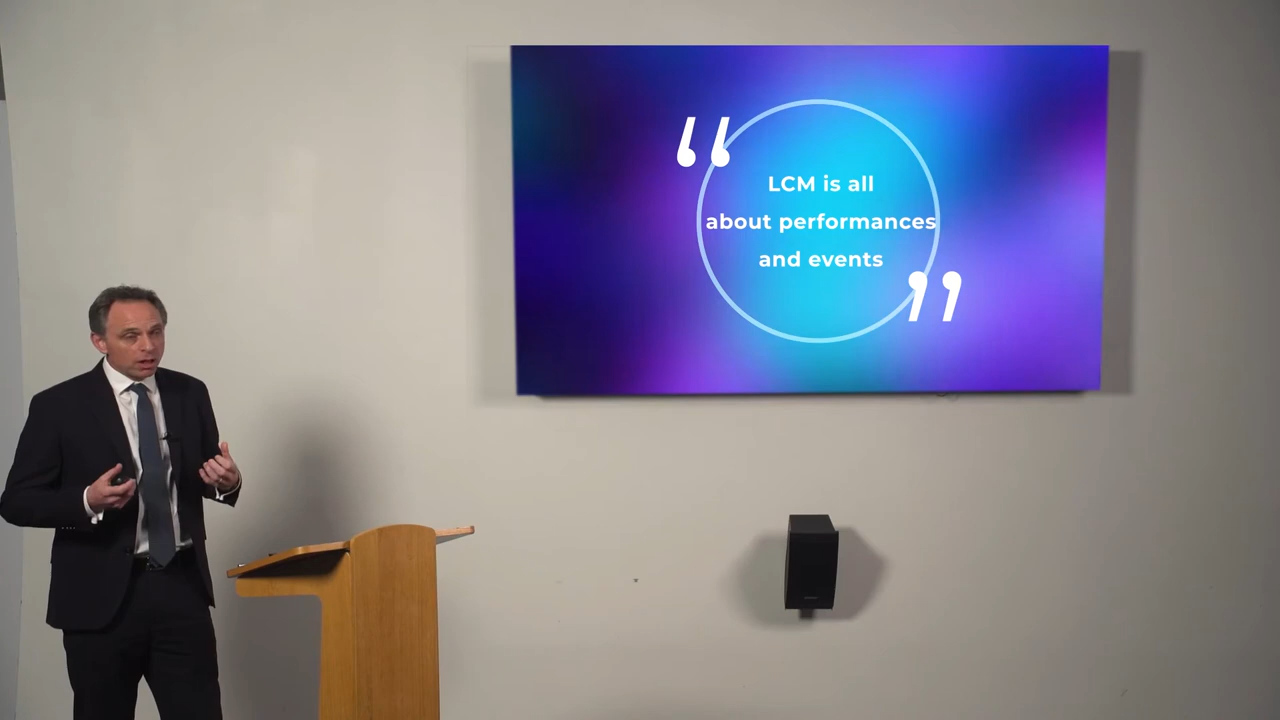 “
LCM is all
about performances
and events
”